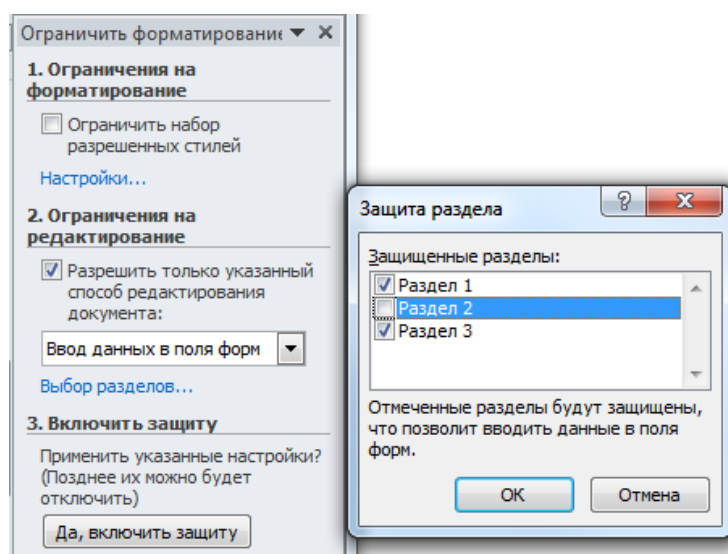 Ограничить форматирование
1. Ограничения на
форматирование
Ограничить набор
разрешенных стилей
Настройки...
2. Ограничения на
редактирование
Разрешить только указанный
способ редактирования
документа:
Ввод данных в поля форм
Выбор разделов...
3. Включить защиту
Применить указанные настройки?
(Позднее их можно будет
отключить)
Да, включить защиту
Защита раздела
Защищенные разделы:
Раздел 1
Раздел 2
Раздел 3
Отмеченные разделы будут защищены,
что позволит вводить данные в поля
форм.
ОК
Отмена